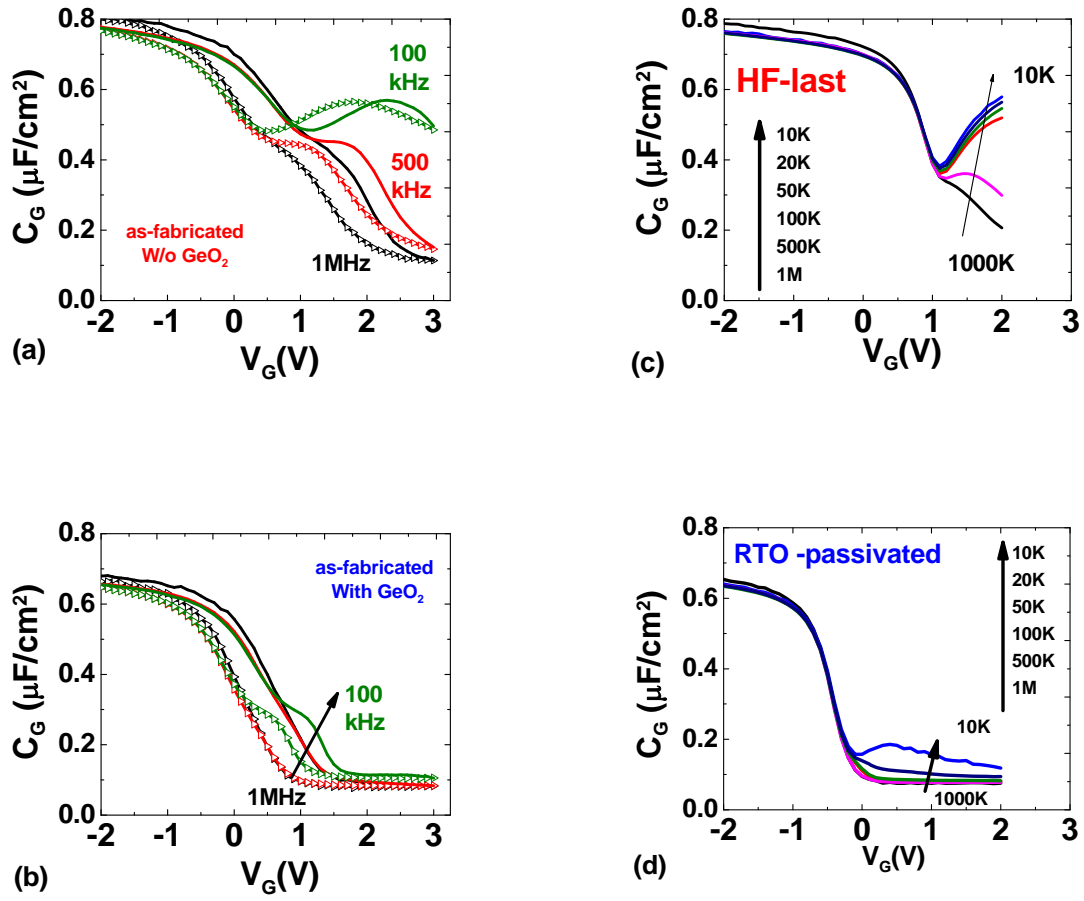 0.8
0.6
0.4
0.2
0.0
C_G (μF/cm²)
100
kHz
500
kHz
as-fabricated
W/o GeO₂
1MHz
-2 -1 0 1 2 3
V_G(V)
(a)
0.8
0.6
0.4
0.2
0.0
C_G (μF/cm²)
HF-last
10K
10K
20K
50K
100K
500K
1M
1000K
-2 -1 0 1 2 3
V_G(V)
(c)
0.8
0.6
0.4
0.2
0.0
C_G (μF/cm²)
as-fabricated
With GeO₂
100
kHz
1MHz
-2 -1 0 1 2 3
V_G(V)
(b)
0.8
0.6
0.4
0.2
0.0
C_G (μF/cm²)
RTO -passivated
10K
20K
50K
100K
500K
1M
10K
1000K
-2 -1 0 1 2 3
V_G(V)
(d)